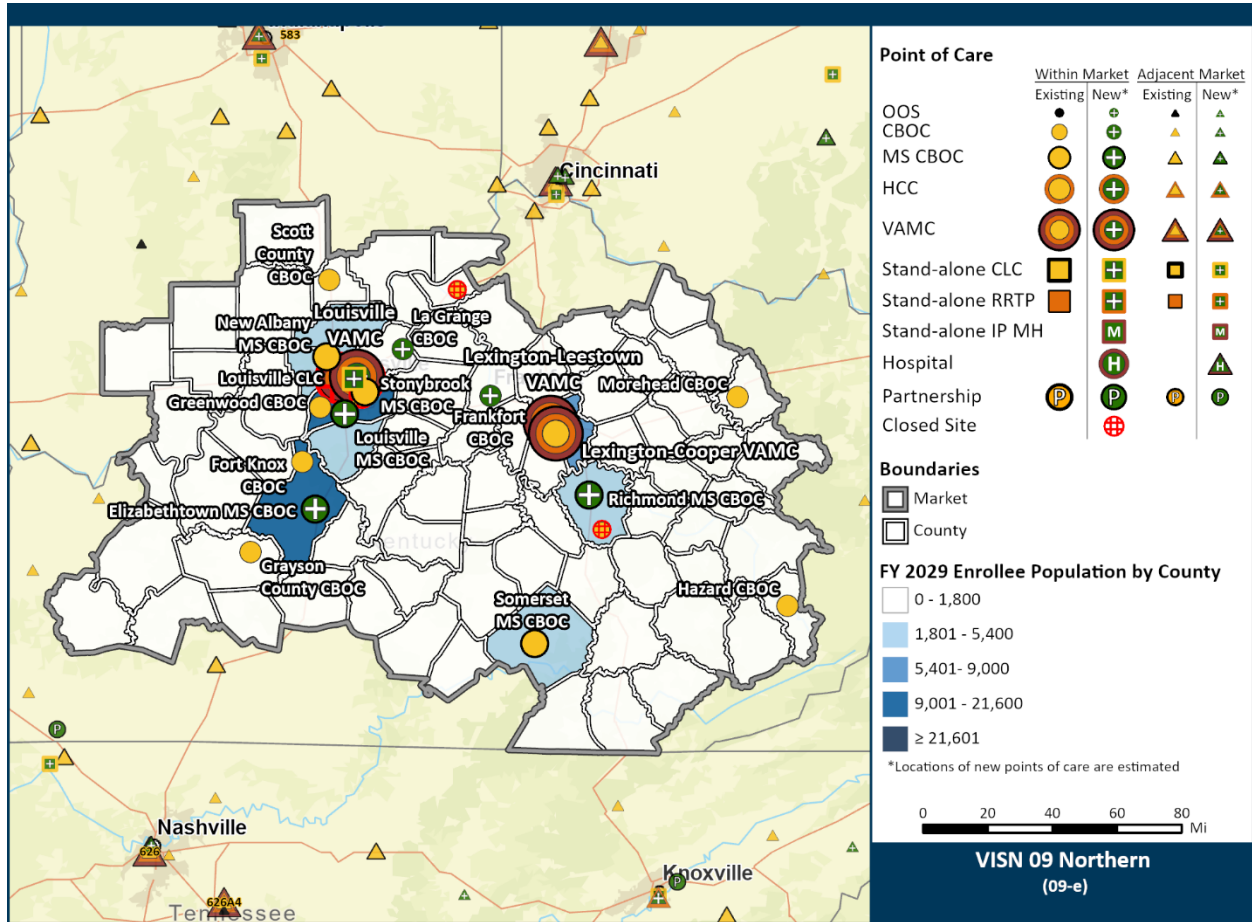 583
Cincinnati
Scott
County
CBOC
Louisville
VAMC
New Albany
MS CBOC
La Grange
CBOC
Louisville CLC
Greenwood CBOC
Stonybrook
MS CBOC
Lexington-Leestown
VAMC
Morehead CBOC
Frankfort
CBOC
Louisville
MS CBOC
Lexington-Cooper VAMC
Fort Knox
CBOC
Elizabethtown MS CBOC
Richmond MS CBOC
Grayson
County CBOC
Somerset
MS CBOC
Hazard CBOC
P
Nashville
626
626A4
Tennessee
Knoxville
P
Point of Care
Within Market Adjacent Market
Existing New* Existing New*
OOS
CBOC
MS CBOC
HCC
VAMC
Stand-alone CLC
Stand-alone RRTP
Stand-alone IP MH M M
Hospital H H
Partnership P P P P
Closed Site
Boundaries
Market
County
FY 2029 Enrollee Population by County
0 - 1,800
1,801 - 5,400
5,401- 9,000
9,001 - 21,600
≥ 21,601
*Locations of new points of care are estimated
0 20 40 60 80
Mi
VISN 09 Northern
(09-e)